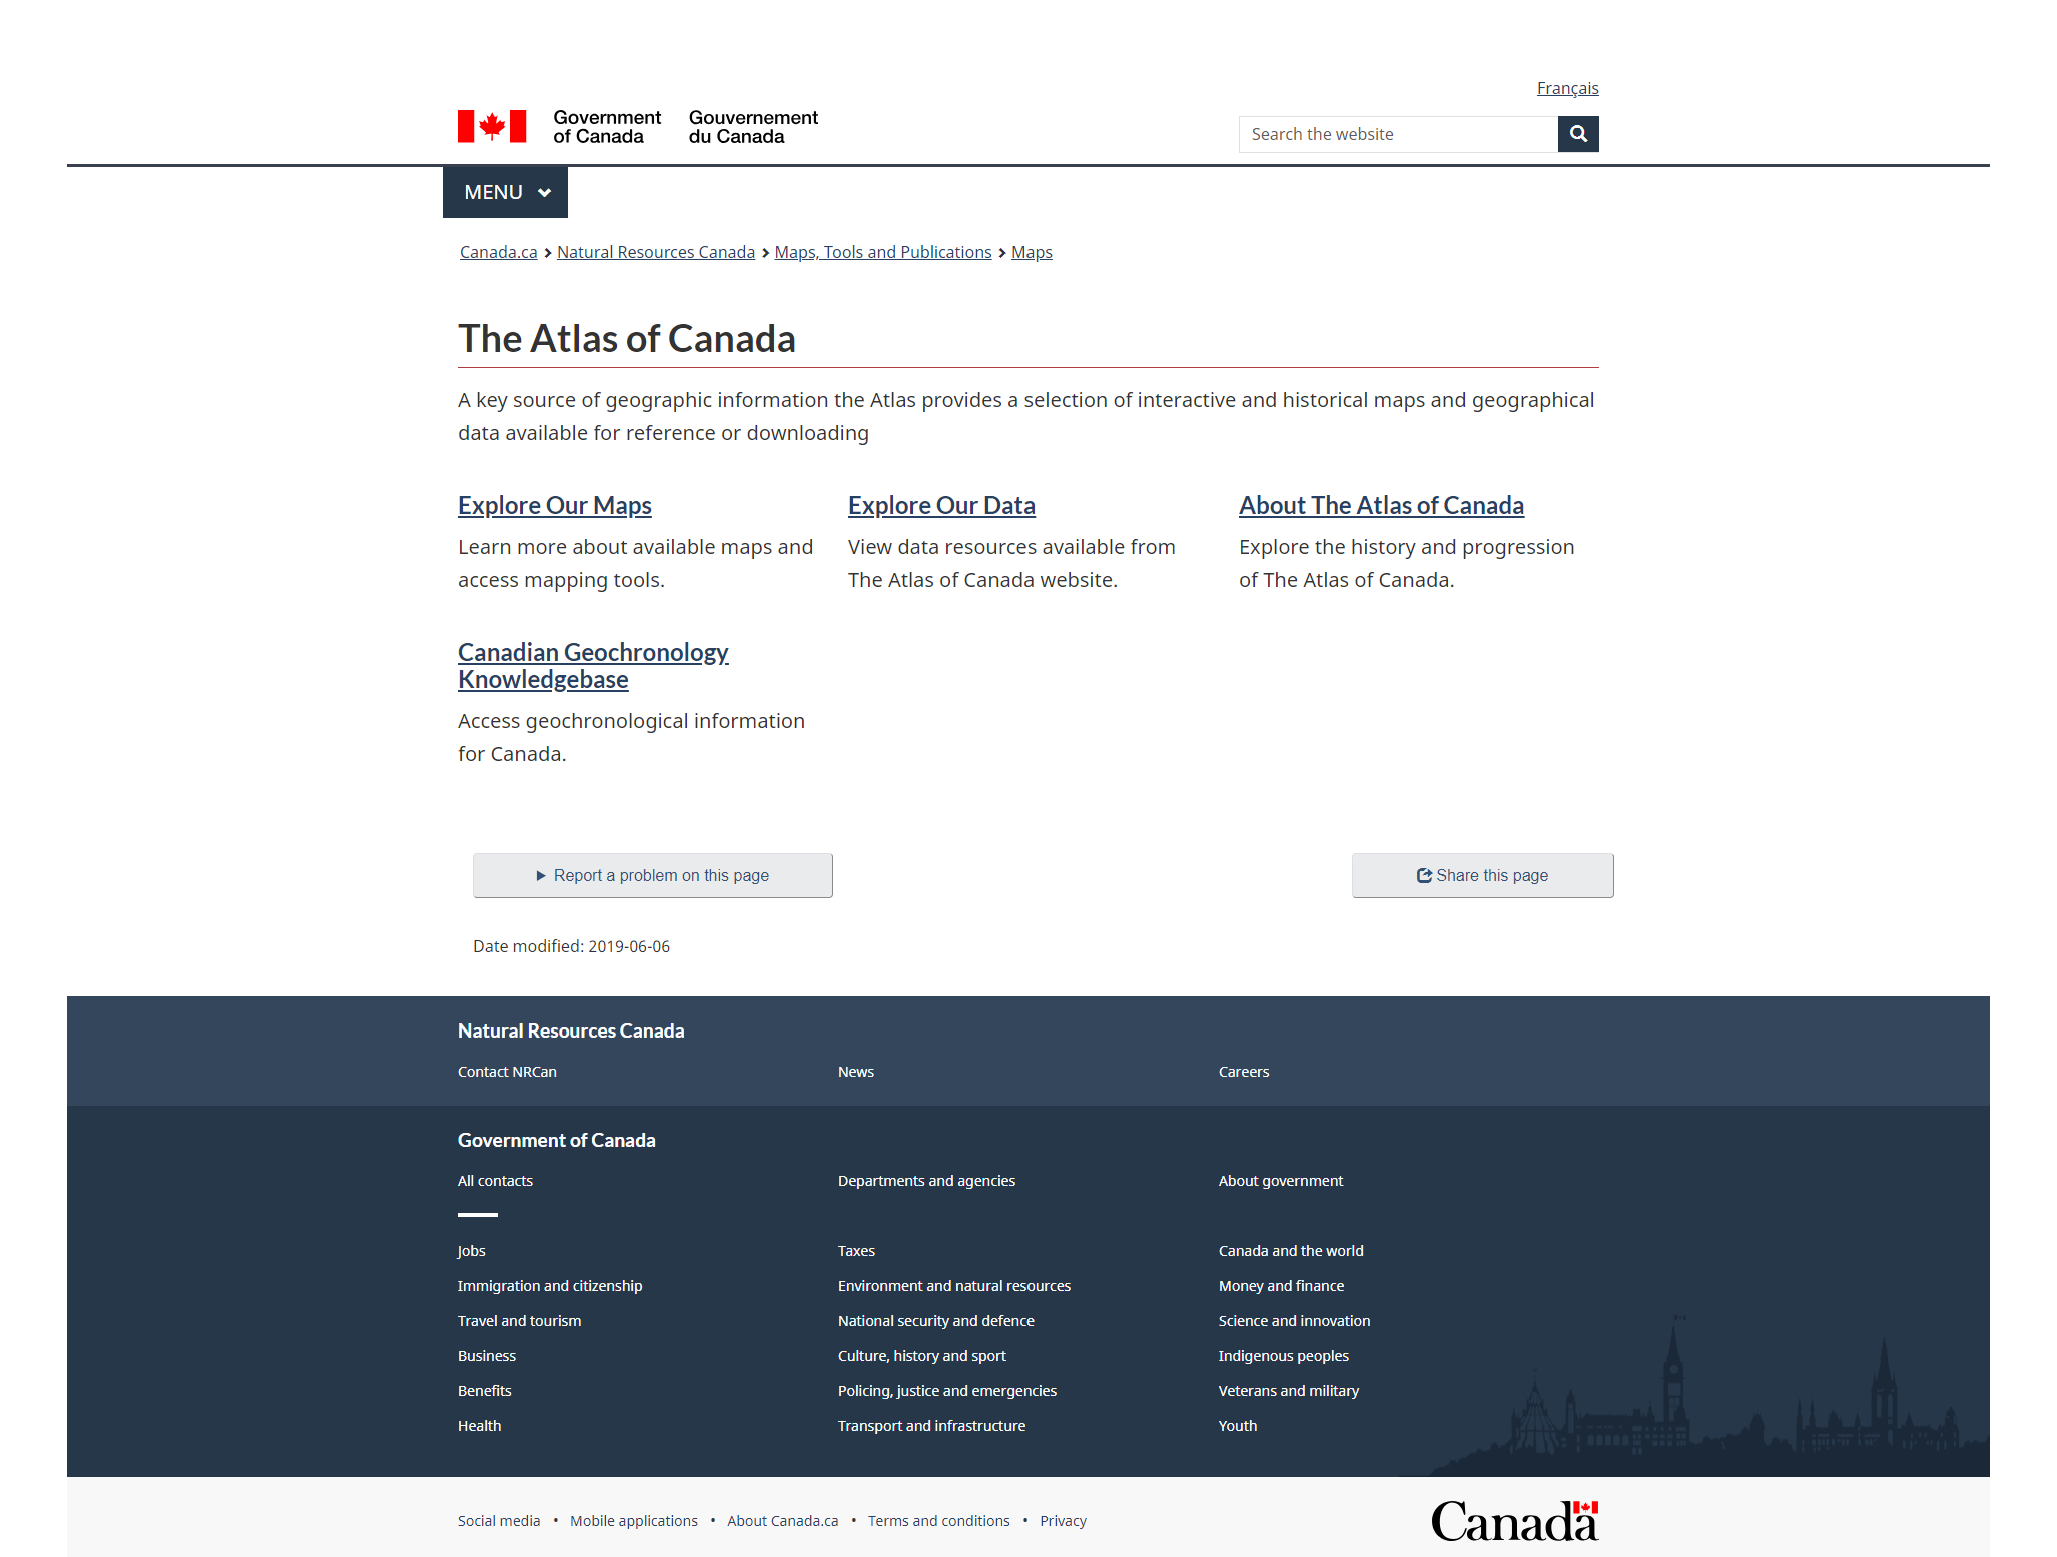 Français
Government
of Canada
Gouvernement
du Canada
Search the website
MENU
Canada.ca Natural Resources Canada Maps, Tools and Publications Maps
The Atlas of Canada
A key source of geographic information the Atlas provides a selection of interactive and historical maps and geographical
data available for reference or downloading
Explore Our Maps
Learn more about available maps and
access mapping tools.
Explore Our Data
View data resources available from
The Atlas of Canada website.
About The Atlas of Canada
Explore the history and progression
of The Atlas of Canada.
Canadian Geochronology
Knowledgebase
Access geochronological information
for Canada.
Report a problem on this page
Share this page
Date modified: 2019-06-06
Natural Resources Canada
Contact NRCan
News
Careers
Government of Canada
All contacts
Departments and agencies
About government
Jobs
Taxes
Canada and the world
Immigration and citizenship
Environment and natural resources
Money and finance
Travel and tourism
National security and defence
Science and innovation
Business
Culture, history and sport
Indigenous peoples
Benefits
Policing, justice and emergencies
Veterans and military
Health
Transport and infrastructure
Youth
Social media • Mobile applications • About Canada.ca • Terms and conditions • Privacy
Canada